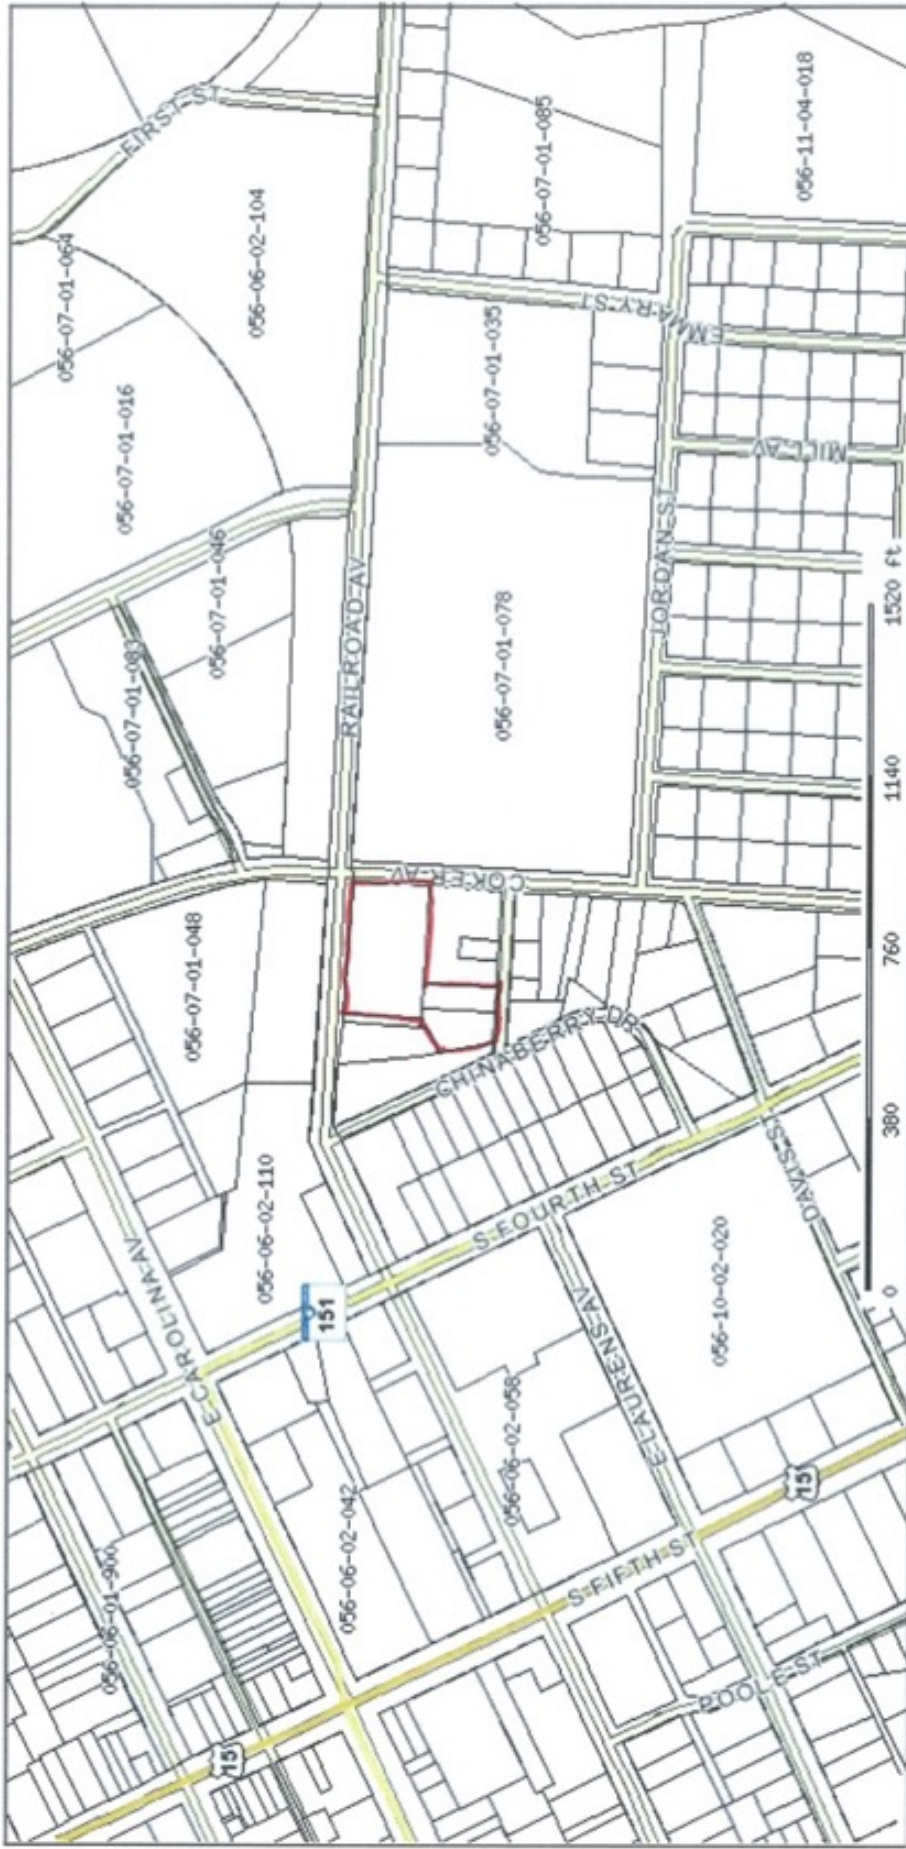 FIRST ST
056-07-01-064
056-06-02-104
056-07-01-085
056-11-04-018
056-07-01-016
056-07-01-035
EMMARY ST
EMMA
MILL AV
056-07-01-046
056-07-01-083
RAILROAD AV
056-07-01-078
JORDAN ST
COKER AV
056-07-01-048
CHINABERRY DR
E CAROLINA AV
056-06-02-110
151
S FOURTH ST
DAVIS ST
056-10-02-020
E LAURENS AV
056-06-02-058
056-06-02-042
056-06-01-900
S FIFTH ST
15
POOLE ST
15
0 380 760 1140 1520 ft